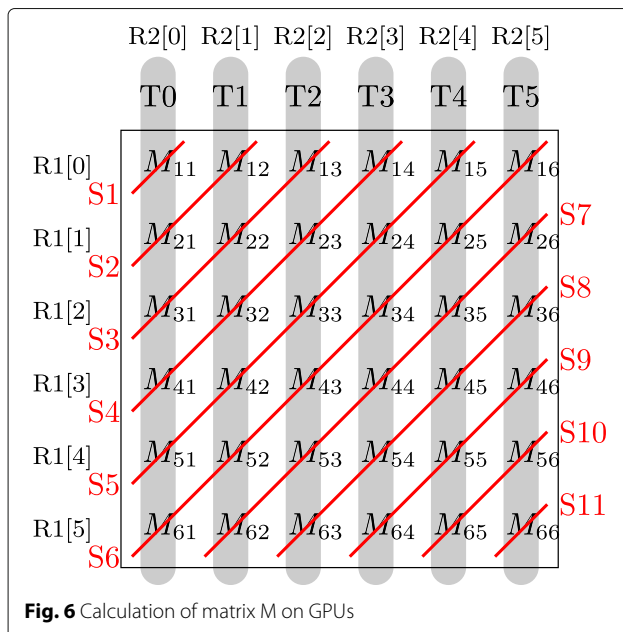 R2[0] R2[1] R2[2] R2[3] R2[4] R2[5]
T0 T1 T2 T3 T4 T5
R1[0] M11 M12 M13 M14 M15 M16
S1 S7
R1[1] M21 M22 M23 M24 M25 M26
S2 S8
R1[2] M31 M32 M33 M34 M35 M36
S3 S9
R1[3] M41 M42 M43 M44 M45 M46
S4 S10
R1[4] M51 M52 M53 M54 M55 M56
S5 S11
R1[5] M61 M62 M63 M64 M65 M66
S6
Fig. 6 Calculation of matrix M on GPUs